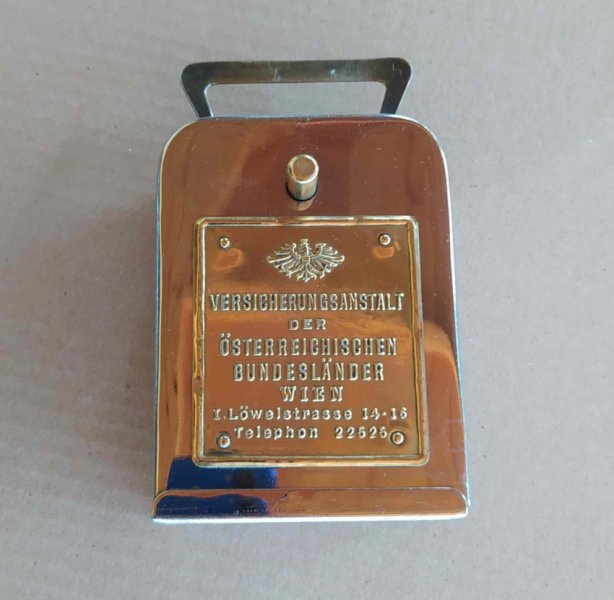 VERSICHERUNGSANSTALT
DER
ÖSTERREICHISCHEN
BUNDESLÄNDER
WIEN
I. Löwelstrasse 14-16
Telephon 22525